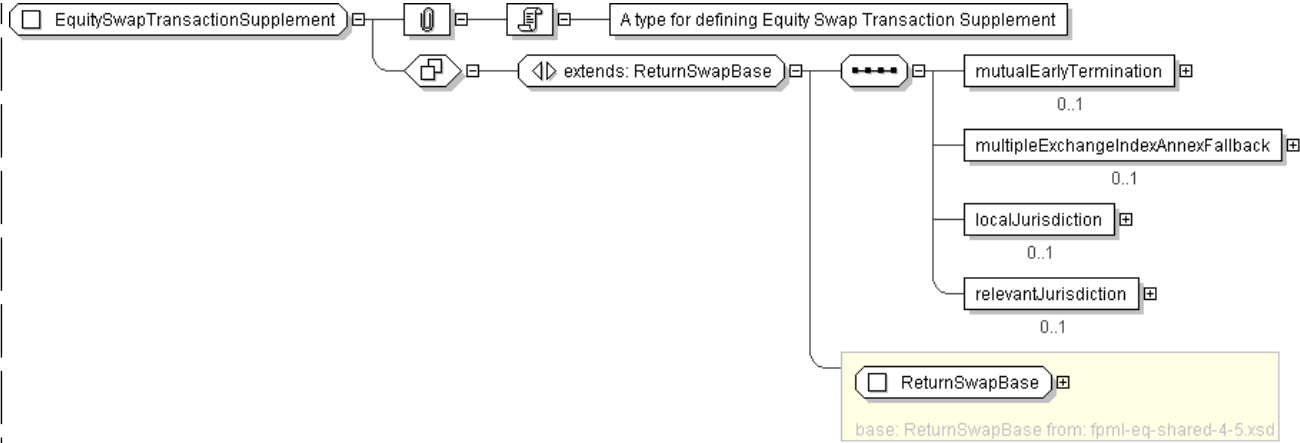 EquitySwapTransactionSupplement
A type for defining Equity Swap Transaction Supplement
extends: ReturnSwapBase
mutualEarlyTermination
0..1
multipleExchangeIndexAnnexFallback
0..1
localJurisdiction
0..1
relevantJurisdiction
0..1
ReturnSwapBase
base: ReturnSwapBase from: fpml-eq-shared-4-5.xsd